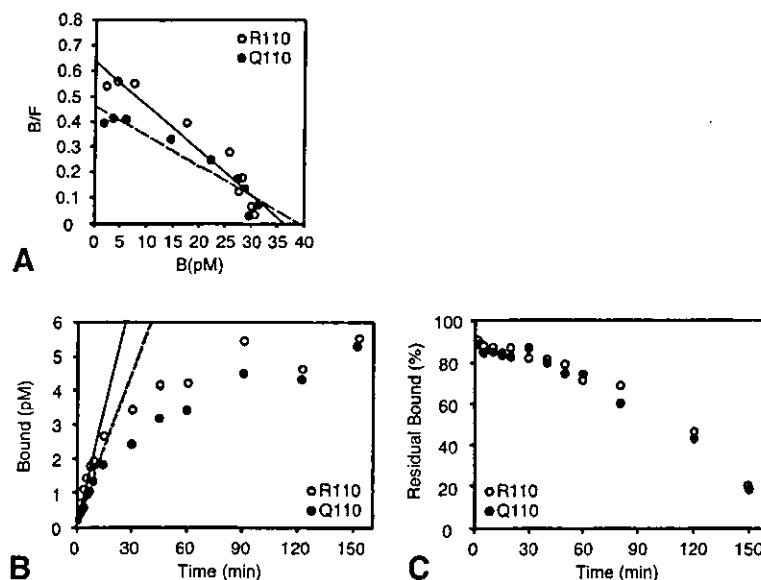 0.8
0.7
0.6
0.5
0.4
0.3
0.2
0.1
0
B/F
R110
Q110
0 5 10 15 20 25 30 35 40
B(pM)
A
6
5
4
3
2
1
0
Bound (pM)
R110
Q110
0 30 60 90 120 150
Time (min)
B
100
80
60
40
20
0
Residual Bound (%)
R110
Q110
0 30 60 90 120 150
Time (min)
C